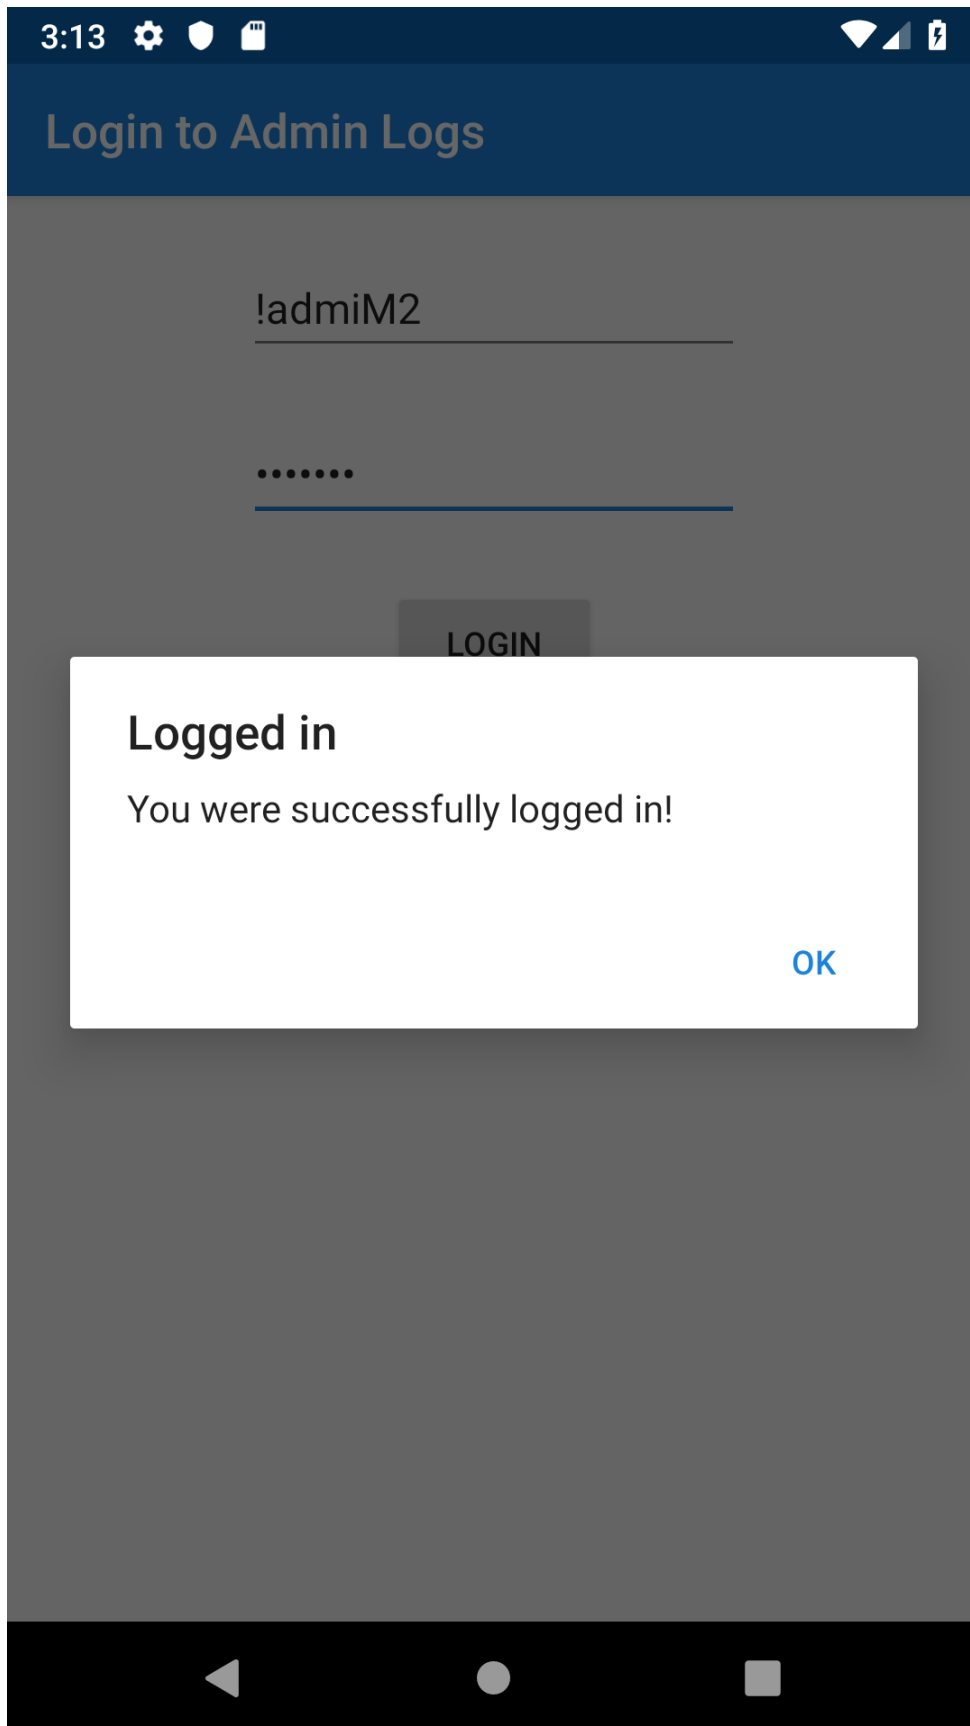 3:13
Login to Admin Logs
!admiM2
•••••••
LOGIN
Logged in
You were successfully logged in!
OK